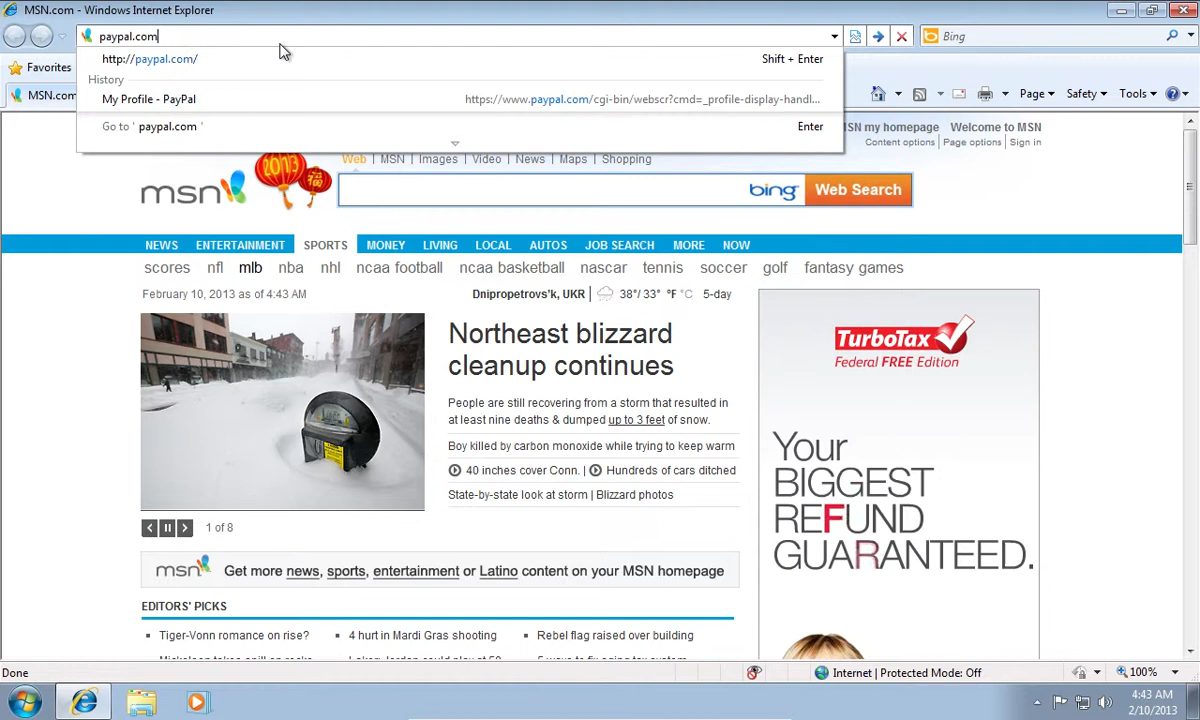 MSN.com - Windows Internet Explorer
paypal.com
Bing
http://paypal.com/ Shift + Enter
History
My Profile - PayPal https://www.paypal.com/cgi-bin/webscr?cmd=_profile-display-handl...
Go to ' paypal.com ' Enter
Favorites
MSN.com
Page Safety Tools
MSN my homepage Welcome to MSN
Content options Page options Sign in
2013
福
msn
Web MSN Images Video News Maps Shopping
bing Web Search
NEWS ENTERTAINMENT SPORTS MONEY LIVING LOCAL AUTOS JOB SEARCH MORE NOW
scores nfl mlb nba nhl ncaa football ncaa basketball nascar tennis soccer golf fantasy games
February 10, 2013 as of 4:43 AM
Dnipropetrovs'k, UKR 38°/ 33° °F °C 5-day
Northeast blizzard
cleanup continues
People are still recovering from a storm that resulted in
at least nine deaths & dumped up to 3 feet of snow.
Boy killed by carbon monoxide while trying to keep warm
40 inches cover Conn. | Hundreds of cars ditched
State-by-state look at storm | Blizzard photos
1 of 8
TurboTax
Federal FREE Edition
Your
BIGGEST
REFUND
GUARANTEED.
msn Get more news, sports, entertainment or Latino content on your MSN homepage
EDITORS' PICKS
Tiger-Vonn romance on rise? 4 hurt in Mardi Gras shooting Rebel flag raised over building
Done
Internet | Protected Mode: Off
100%
4:43 AM
2/10/2013